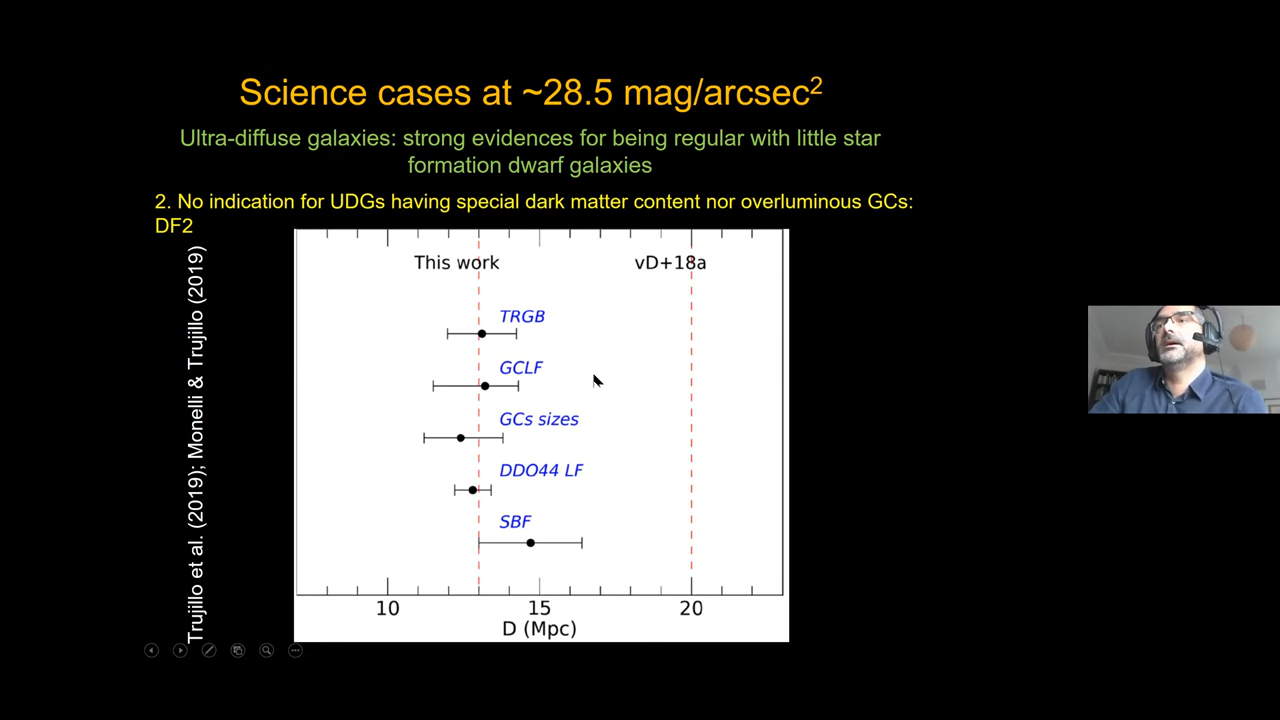 Science cases at ~28.5 mag/arcsec²
Ultra-diffuse galaxies: strong evidences for being regular with little star
formation dwarf galaxies
2. No indication for UDGs having special dark matter content nor overluminous GCs:
DF2
Trujillo et al. (2019); Monelli & Trujillo (2019)
This work
vD+18a
TRGB
GCLF
GCs sizes
DDO44 LF
SBF
10 15 20
D (Mpc)